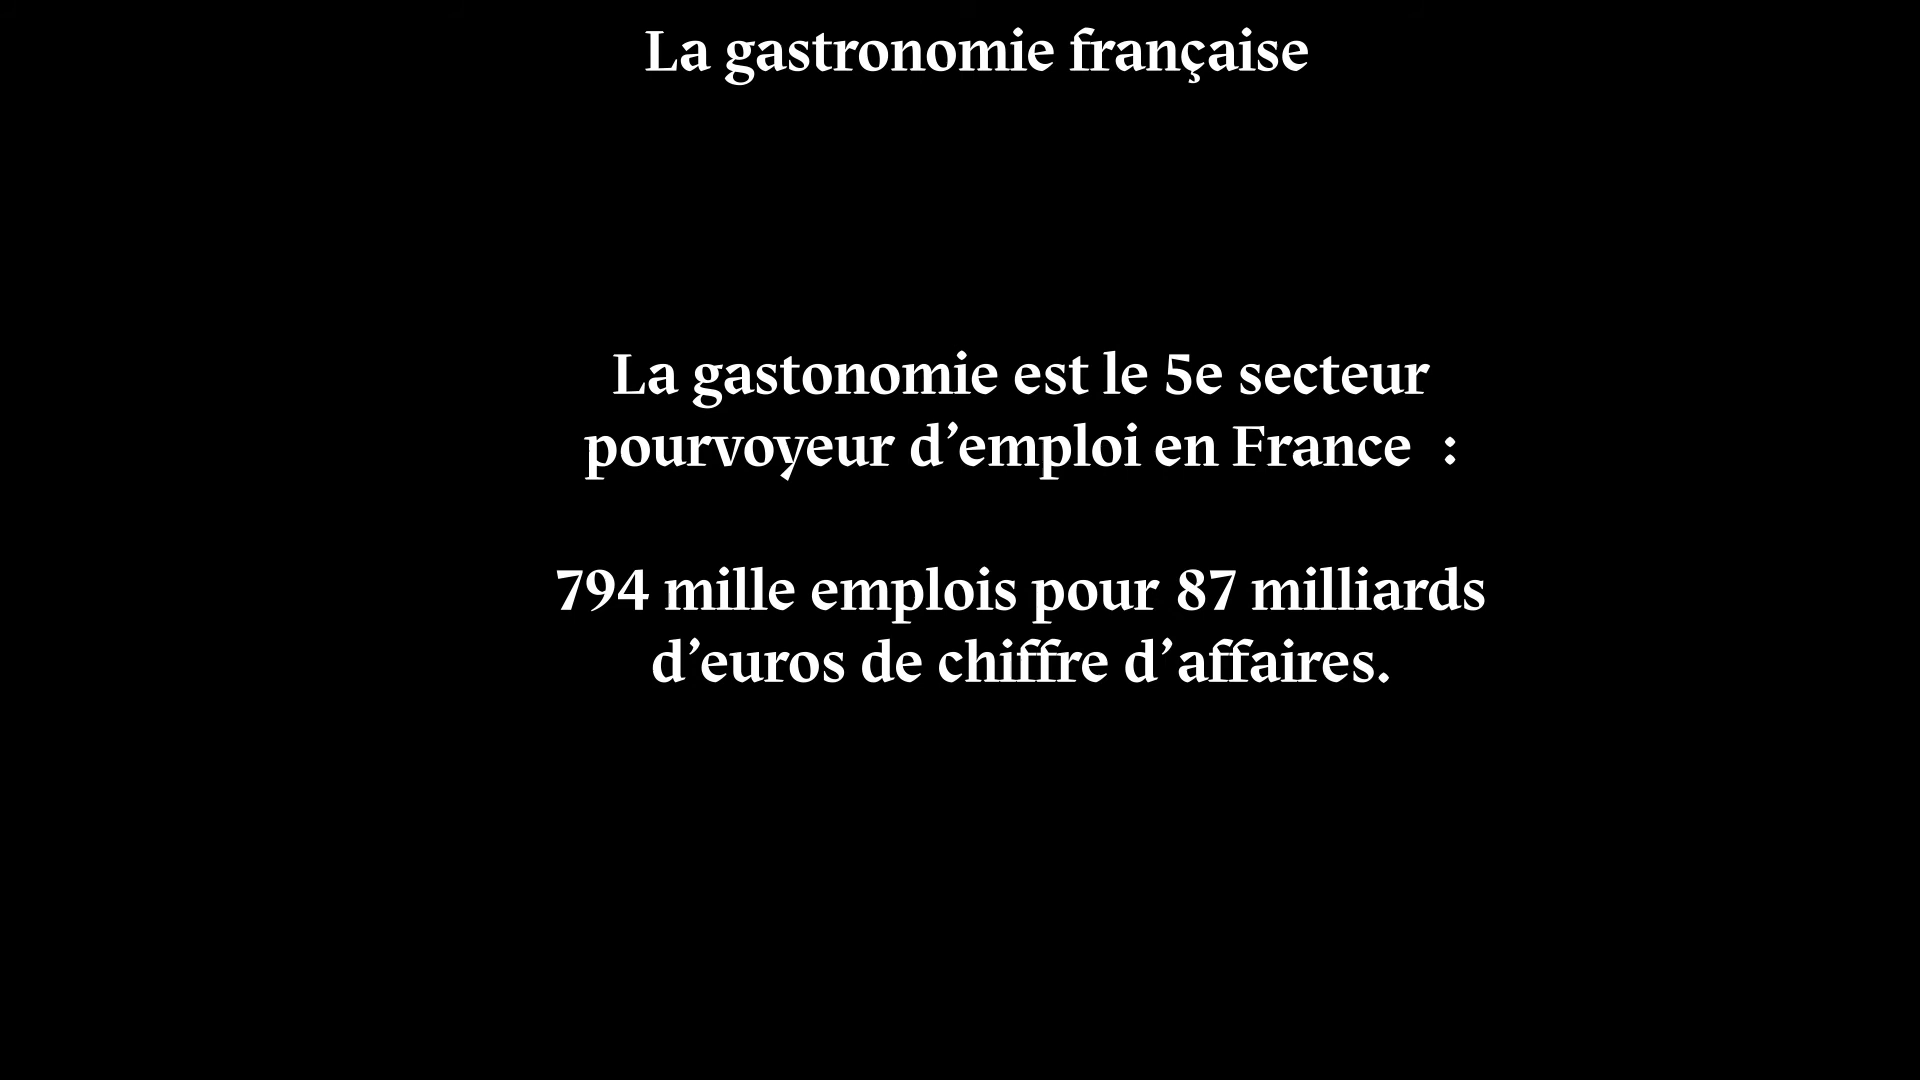 La gastronomie française
La gastonomie est le 5e secteur
pourvoyeur d’emploi en France  :
794 mille emplois pour 87 milliards
d’euros de chiffre d’affaires.